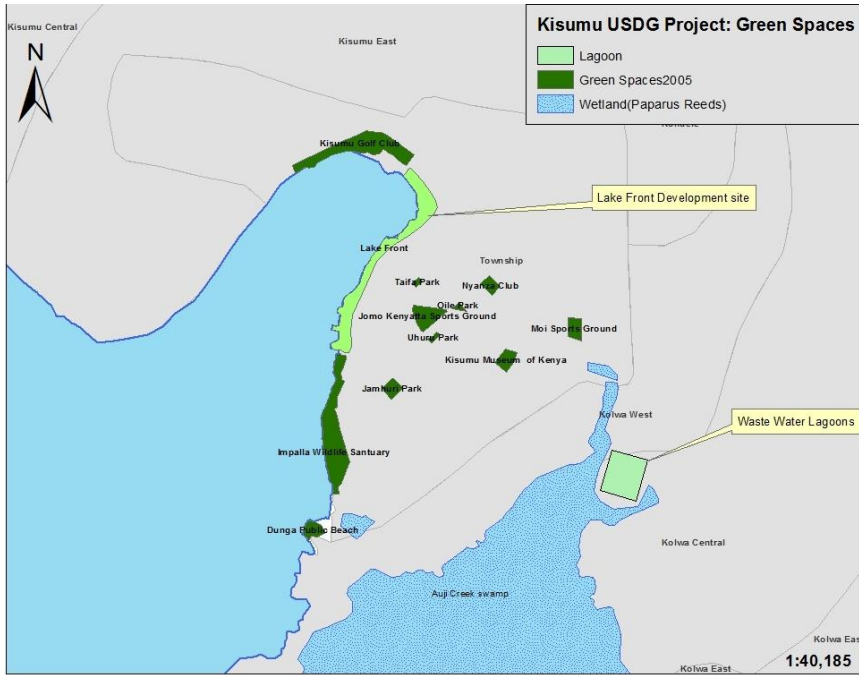 Kisumu Central
Kisumu East
Kisumu USDG Project: Green Spaces
Lagoon
Green Spaces2005
Wetland(Paparus Reeds)
N
Kisumu Golf Club
Lake Front Development site
Lake Front
Township
Taifa Park
Nyanza Club
Oile Park
Jomo Kenyatta Sports Ground
Moi Sports Ground
Uhuru Park
Kisumu Museum of Kenya
Jamhuri Park
Kolwa West
Waste Water Lagoons
Impalla Wildlife Santuary
Dunga Public Beach
Kolwa Central
Auji Creek swamp
Kolwa East
Kolwa East
1:40,185